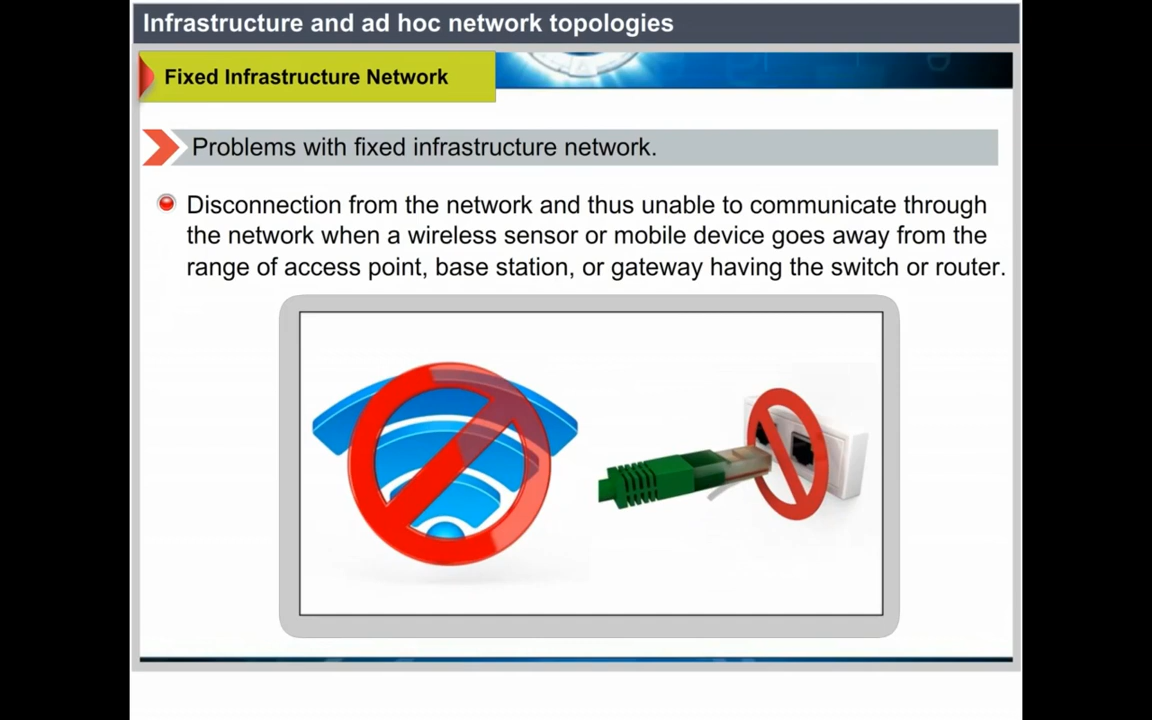 Infrastructure and ad hoc network topologies
Fixed Infrastructure Network
Problems with fixed infrastructure network.
Disconnection from the network and thus unable to communicate through
the network when a wireless sensor or mobile device goes away from the
range of access point, base station, or gateway having the switch or router.